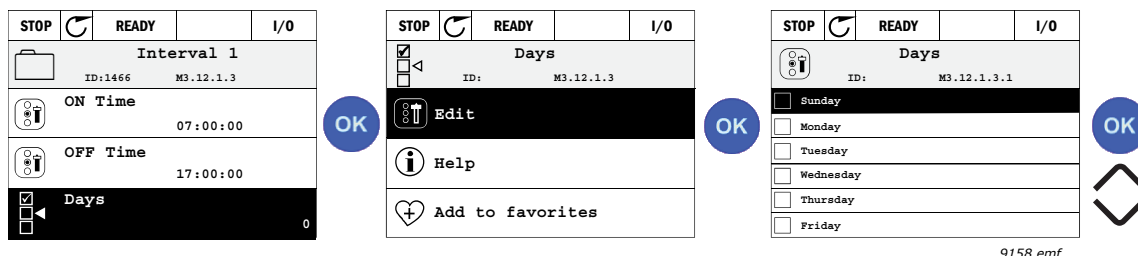 STOP READY I/O
Interval 1
ID:1466 M3.12.1.3
ON Time
07:00:00
OFF Time
17:00:00
Days
0
OK
STOP READY I/O
Days
ID: M3.12.1.3
Edit
Help
Add to favorites
OK
STOP READY I/O
Days
ID: M3.12.1.3.1
Sunday
Monday
Tuesday
Wednesday
Thursday
Friday
OK
9158.emf